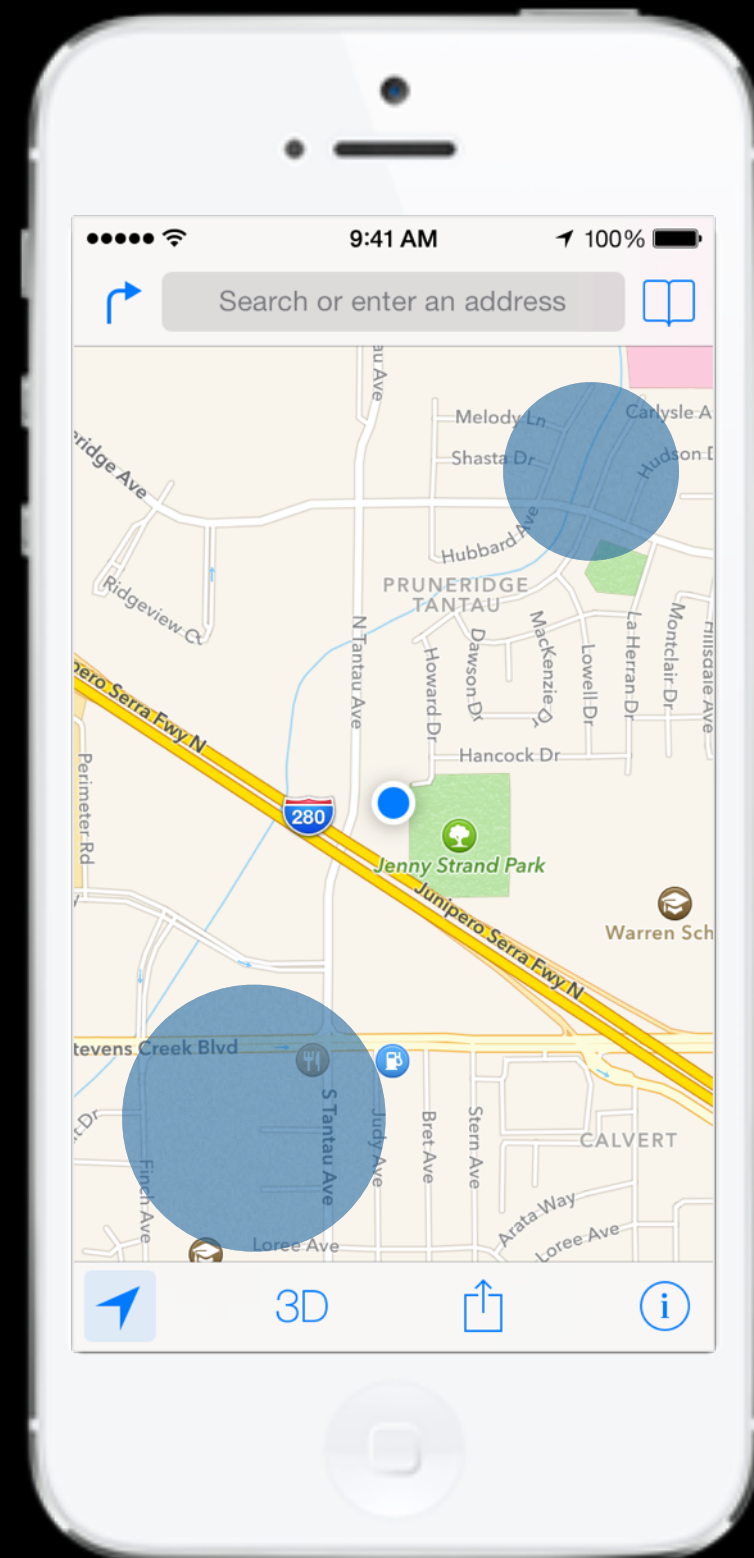 9:41 AM
100%
Search or enter an address
au Ave
Melody Ln
Carlysle A
Shasta Dr
Hudson D
ridge Ave
Hubbard Ave
PRUNERIDGE
TANTAU
Ridgeview Ct
N Tantau Ave
Howard Dr
Dawson Dr
MacKenzie Dr
Lowell Dr
La Herran Dr
Montclair Dr
Hillsdale Ave
pero Serra Fwy N
Hancock Dr
Perimeter Rd
280
Jenny Strand Park
Junipero Serra Fwy N
Warren Sch
tevens Creek Blvd
S Tantau Ave
Judy Ave
Bret Ave
Stern Ave
CALVERT
Finch Ave
Arata Way
Loree Ave
Loree Ave
3D
i